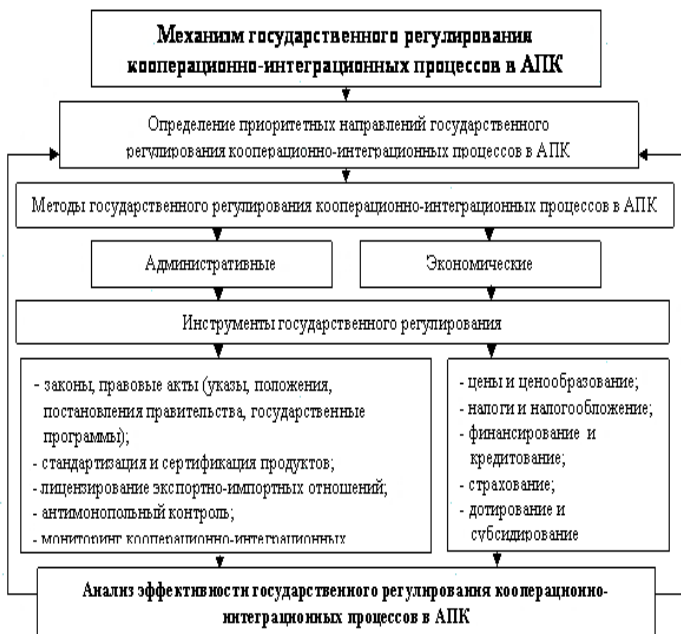 Механизм государственного регулирования
кооперационно-интеграционных процессов в АПК
Определение приоритетных направлений государственного
регулирования кооперационно-интеграционных процессов в АПК
Методы государственного регулирования кооперационно-интеграционных процессов в АПК
Административные
Экономические
Инструменты государственного регулирования
- законы, правовые акты (указы, положения,
постановления правительства, государственные
программы);
- стандартизация и сертификация продуктов;
- лицензирование экспортно-импортных отношений;
- антимонопольный контроль;
- мониторинг кооперационно-интеграционных
- цены и ценообразование;
- налоги и налогообложение;
- финансирование и
кредитование;
- страхование;
- дотирование и
субсидирование
Анализ эффективности государственного регулирования кооперационно-
интеграционных процессов в АПК